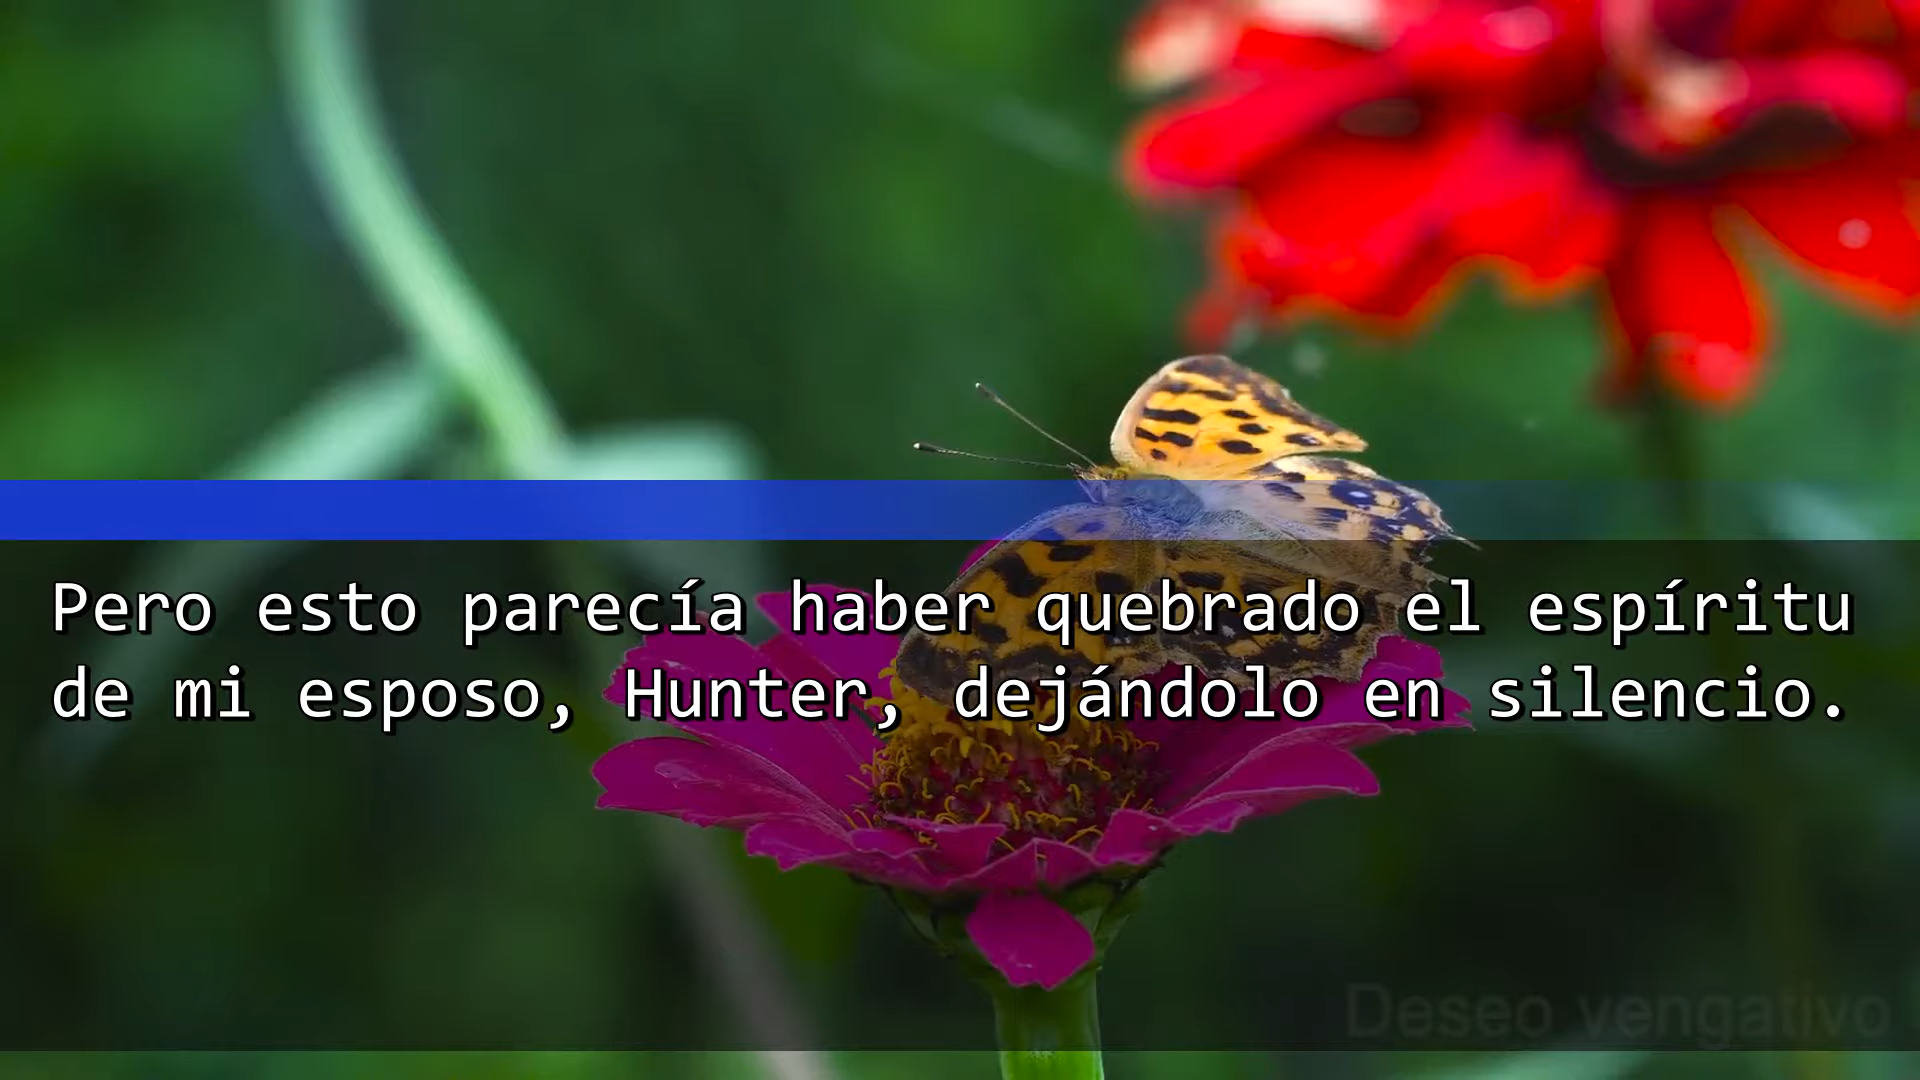 Pero esto parecía haber quebrado el espíritu
de mi esposo, Hunter, dejándolo en silencio.
Deseo vengativo